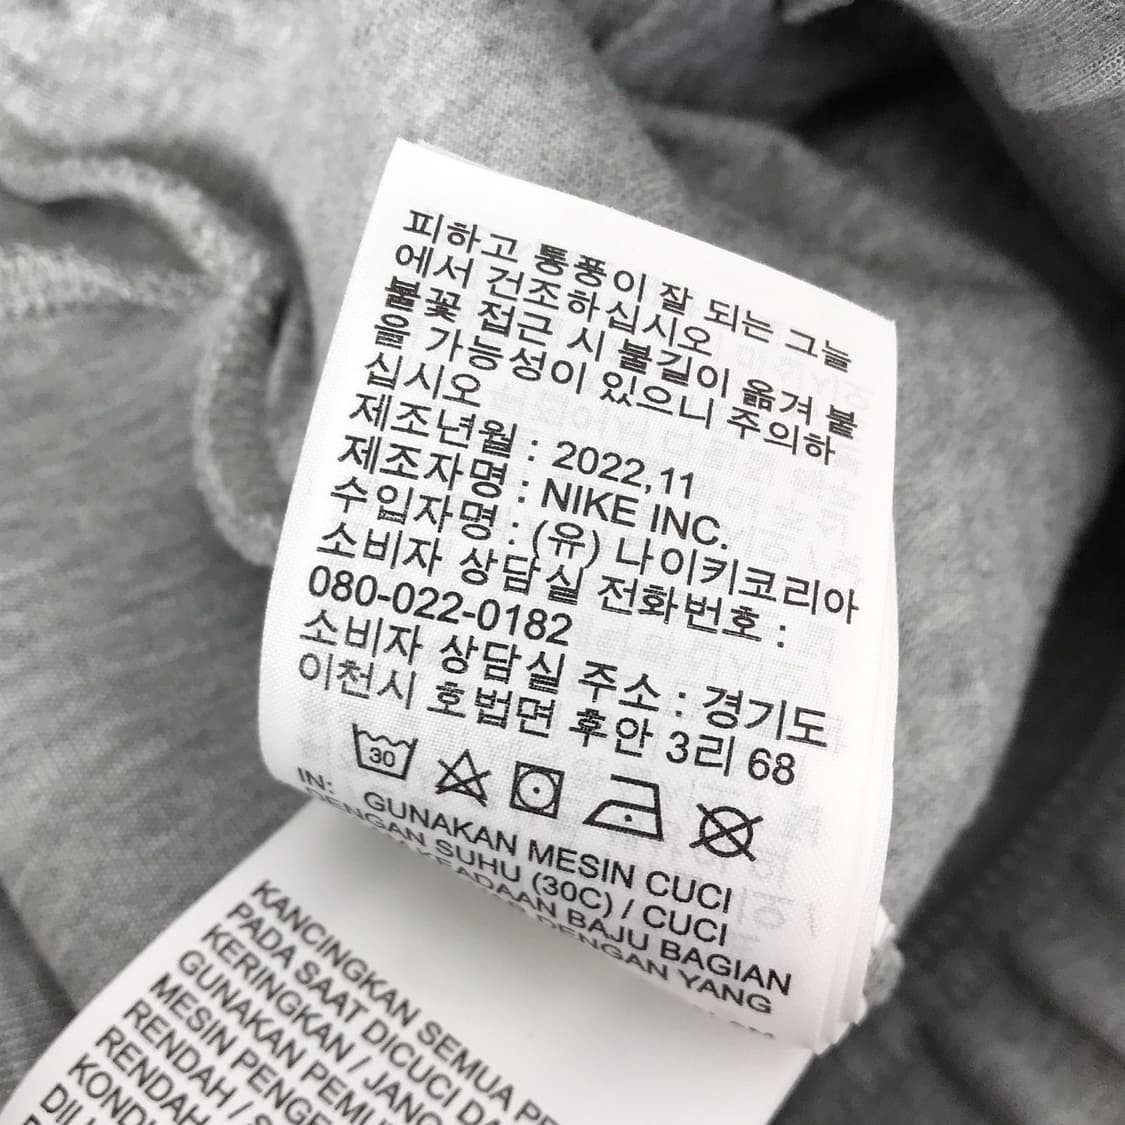 피하고 통풍이 잘 되는 그늘
에서 건조하십시오
불꽃 접근 시 불길이 옮겨 붙
을 가능성이 있으니 주의하
십시오
제조년월 : 2022,11
제조자명 : NIKE INC.
수입자명 : (유) 나이키코리아
소비자 상담실 전화번호 :
080-022-0182
소비자 상담실 주소 : 경기도
이천시 호법면 후안 3리 68
30
IN: GUNAKAN MESIN CUCI
DENGAN SUHU (30C) / CUCI
KEADAAN BAJU BAGIAN
DENGAN YANG
KANCINGKAN SEMUA
PADA SAAT DICUCI
KERINGKAN / JANG
GUNAKAN
MESIN
RENDAH /
RENDAH